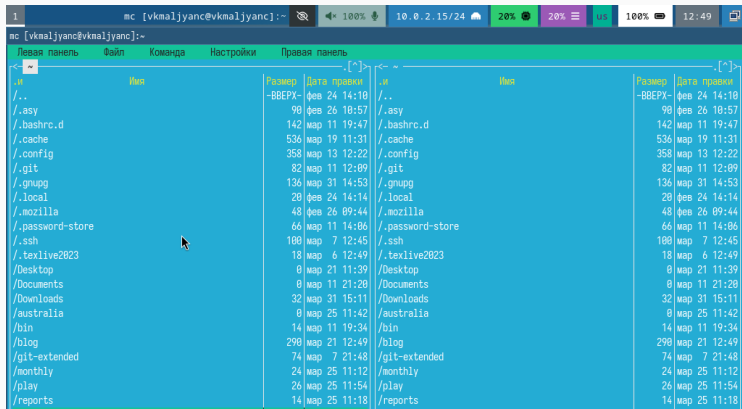 1 mc [vkmaljyanc@vkmaljyanc]:~ 100% 10.0.2.15/24 20% 20% us 100% 12:49
mc [vkmaljyanc@vkmaljyanc]:~
Левая панель Файл Команда Настройки Правая панель
<- ~ .[^]> <- ~ .[^]>
.и Имя Размер Дата правки .и Имя Размер Дата правки
/.. -ВВЕРХ- фев 24 14:10 /.. -ВВЕРХ- фев 24 14:10
/.asy 90 фев 26 10:57 /.asy 90 фев 26 10:57
/.bashrc.d 142 мар 11 19:47 /.bashrc.d 142 мар 11 19:47
/.cache 536 мар 19 11:31 /.cache 536 мар 19 11:31
/.config 358 мар 13 12:22 /.config 358 мар 13 12:22
/.git 82 мар 11 12:09 /.git 82 мар 11 12:09
/.gnupg 136 мар 31 14:53 /.gnupg 136 мар 31 14:53
/.local 20 фев 24 14:14 /.local 20 фев 24 14:14
/.mozilla 48 фев 26 09:44 /.mozilla 48 фев 26 09:44
/.password-store 66 мар 11 14:06 /.password-store 66 мар 11 14:06
/.ssh 100 мар 7 12:45 /.ssh 100 мар 7 12:45
/.texlive2023 18 мар 6 12:49 /.texlive2023 18 мар 6 12:49
/Desktop 0 мар 21 11:39 /Desktop 0 мар 21 11:39
/Documents 0 мар 11 21:20 /Documents 0 мар 11 21:20
/Downloads 32 мар 31 15:11 /Downloads 32 мар 31 15:11
/australia 0 мар 25 11:42 /australia 0 мар 25 11:42
/bin 14 мар 11 19:34 /bin 14 мар 11 19:34
/blog 290 мар 21 12:49 /blog 290 мар 21 12:49
/git-extended 74 мар 7 21:48 /git-extended 74 мар 7 21:48
/monthly 24 мар 25 11:12 /monthly 24 мар 25 11:12
/play 26 мар 25 11:54 /play 26 мар 25 11:54
/reports 14 мар 25 11:18 /reports 14 мар 25 11:18